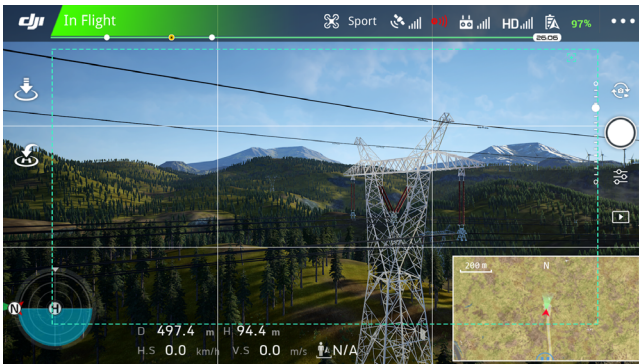 dji In Flight Sport HD 97%
26:06
H
200 m N
N H
D 497.4 m H 94.4 m
H.S 0.0 km/h V.S 0.0 m/s N/A